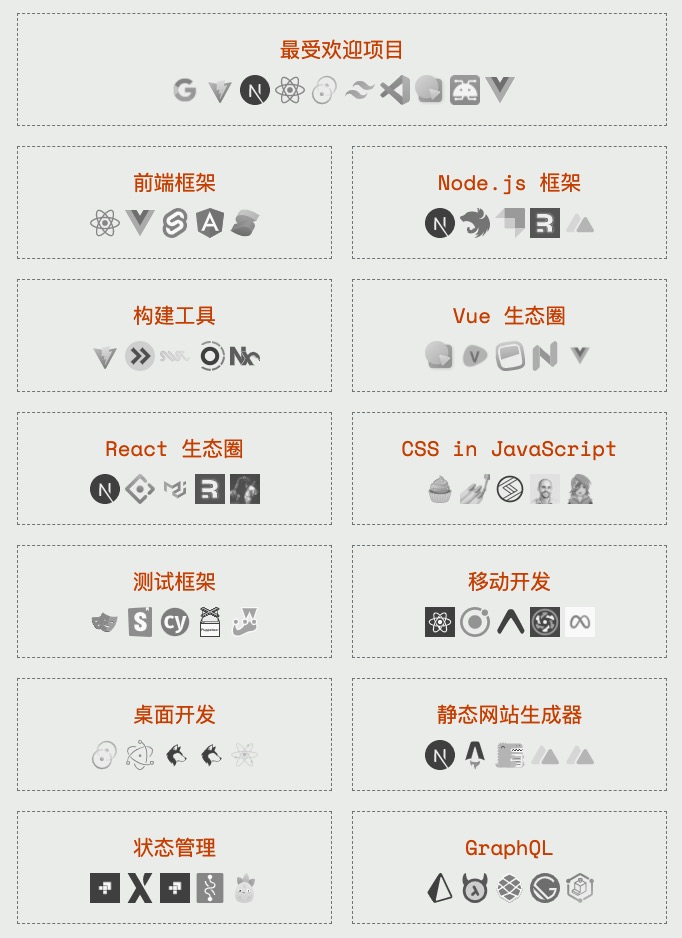 最受欢迎项目
前端框架
Node.js 框架
构建工具
Vue 生态圈
React 生态圈
CSS in JavaScript
测试框架
移动开发
桌面开发
静态网站生成器
状态管理
GraphQL